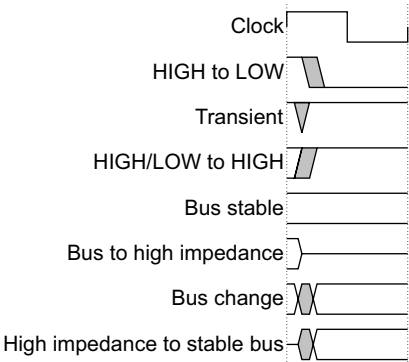 Clock
HIGH to LOW
Transient
HIGH/LOW to HIGH
Bus stable
Bus to high impedance
Bus change
High impedance to stable bus